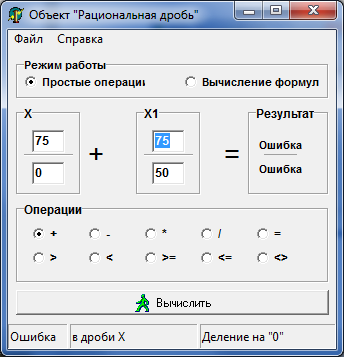 Объект "Рациональная дробь"
Файл Справка
Режим работы
Простые операции Вычисление формул
X X1 Результат
75 75 Ошибка
+ =
0 50 Ошибка
Операции
+ - * / =
> < >= <= <>
Вычислить
Ошибка в дроби X Деление на "0"